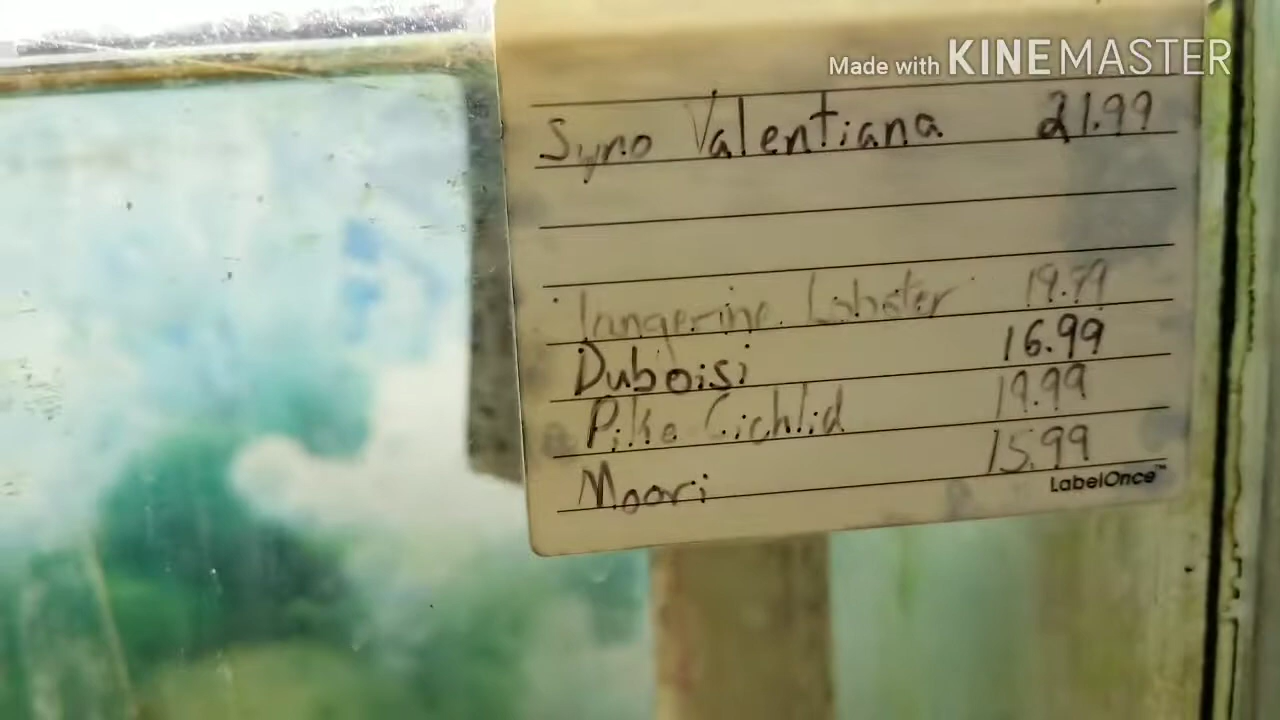 Made with KINEMASTER
Syno Valentiana 21.99
Tangerine Lobster 19.79
Duboisi 16.99
Pike Cichlid 19.99
Moori 15.99
LabelOnce™